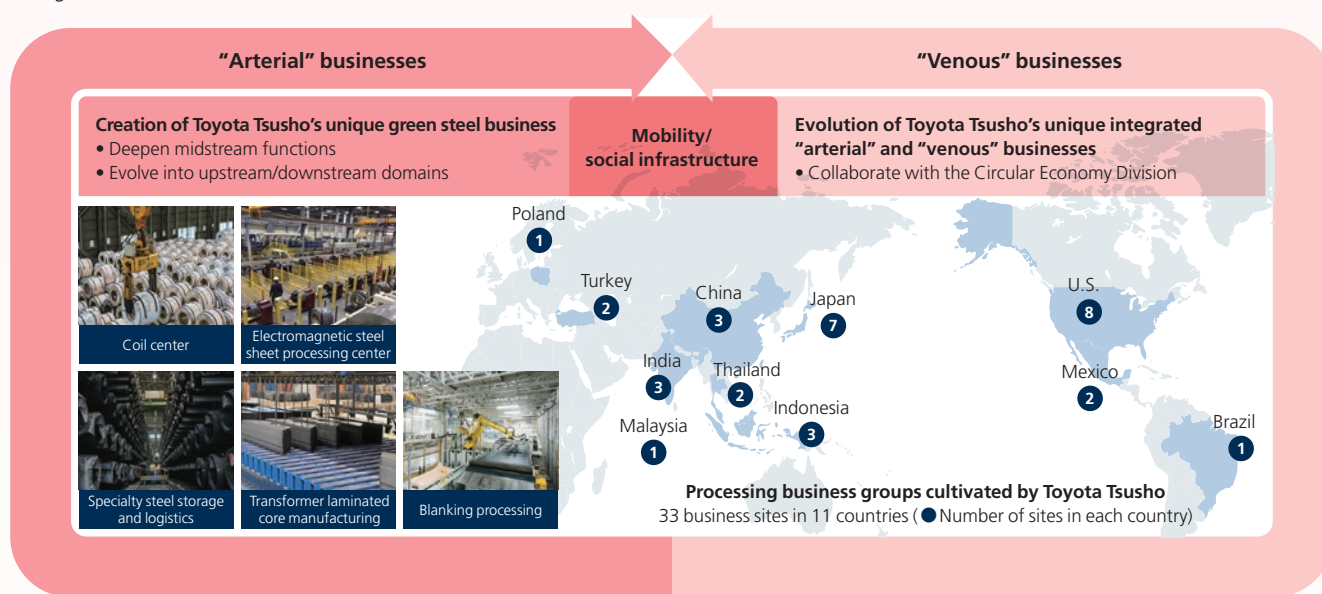 “Arterial” businesses
“Venous” businesses
Creation of Toyota Tsusho’s unique green steel business
• Deepen midstream functions
• Evolve into upstream/downstream domains
Mobility/
social infrastructure
Evolution of Toyota Tsusho’s unique integrated
“arterial” and “venous” businesses
• Collaborate with the Circular Economy Division
Coil center
Electromagnetic steel
sheet processing center
Specialty steel storage
and logistics
Transformer laminated
core manufacturing
Blanking processing
Poland
1
Turkey
2
China
3
Japan
7
India
3
Thailand
2
Malaysia
1
Indonesia
3
U.S.
8
Mexico
2
Brazil
1
Processing business groups cultivated by Toyota Tsusho
33 business sites in 11 countries (●Number of sites in each country)